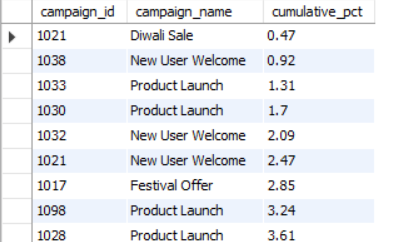 campaign_id campaign_name cumulative_pct
1021 Diwali Sale 0.47
1038 New User Welcome 0.92
1033 Product Launch 1.31
1030 Product Launch 1.7
1032 New User Welcome 2.09
1021 New User Welcome 2.47
1017 Festival Offer 2.85
1098 Product Launch 3.24
1028 Product Launch 3.61